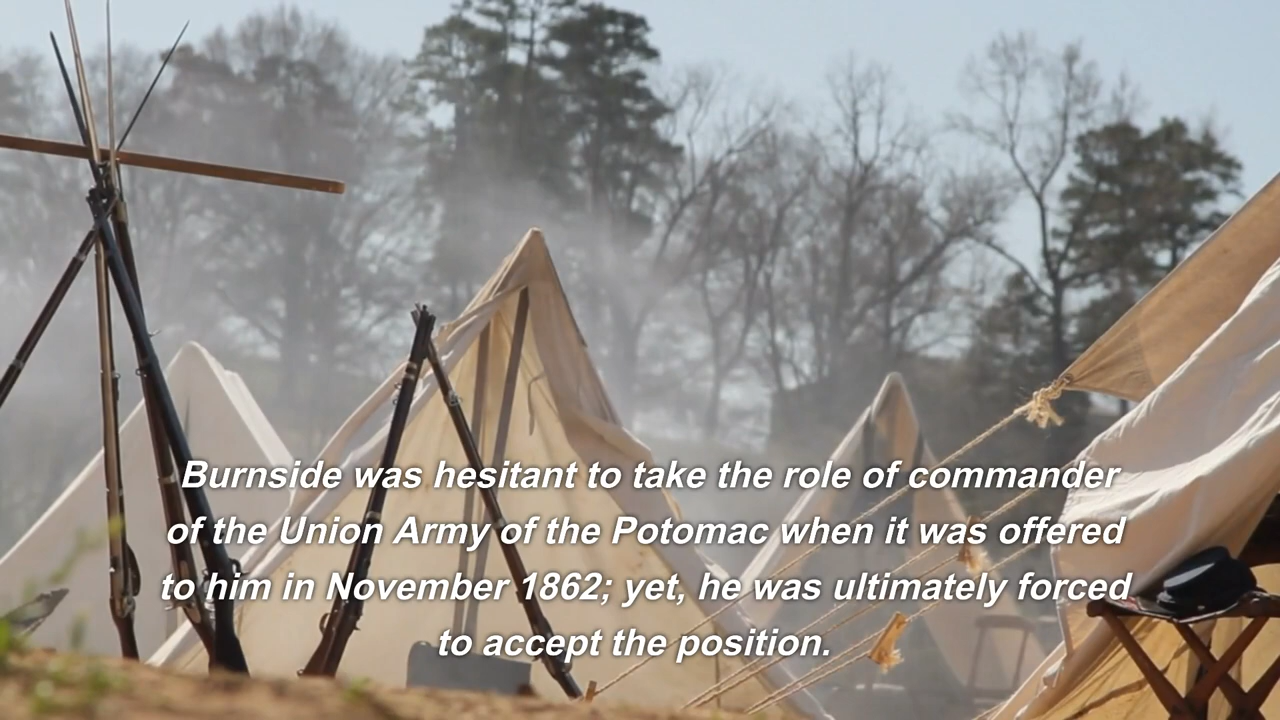 Burnside was hesitant to take the role of commander
of the Union Army of the Potomac when it was offered
to him in November 1862; yet, he was ultimately forced
to accept the position.